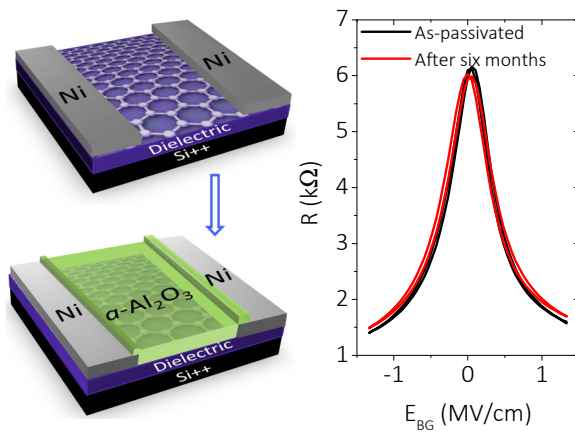 Ni
Ni
Dielectric
Si++
Ni
Ni
α-Al₂O₃
Dielectric
Si++
As-passivated
After six months
R (kΩ)
7
6
5
4
3
2
1
-1
0
1
E_BG (MV/cm)